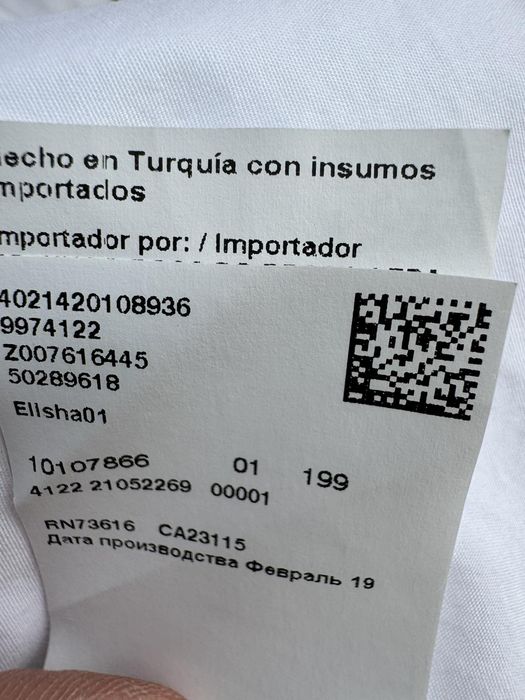 echo en Turquía con insumos
mportados
mportador por: / Importador
4021420108936
9974122
Z007616445
50289618
Elisha01
10107866 01 199
4122 21052269 00001
RN73616 CA23115
Дата производства Февраль 19